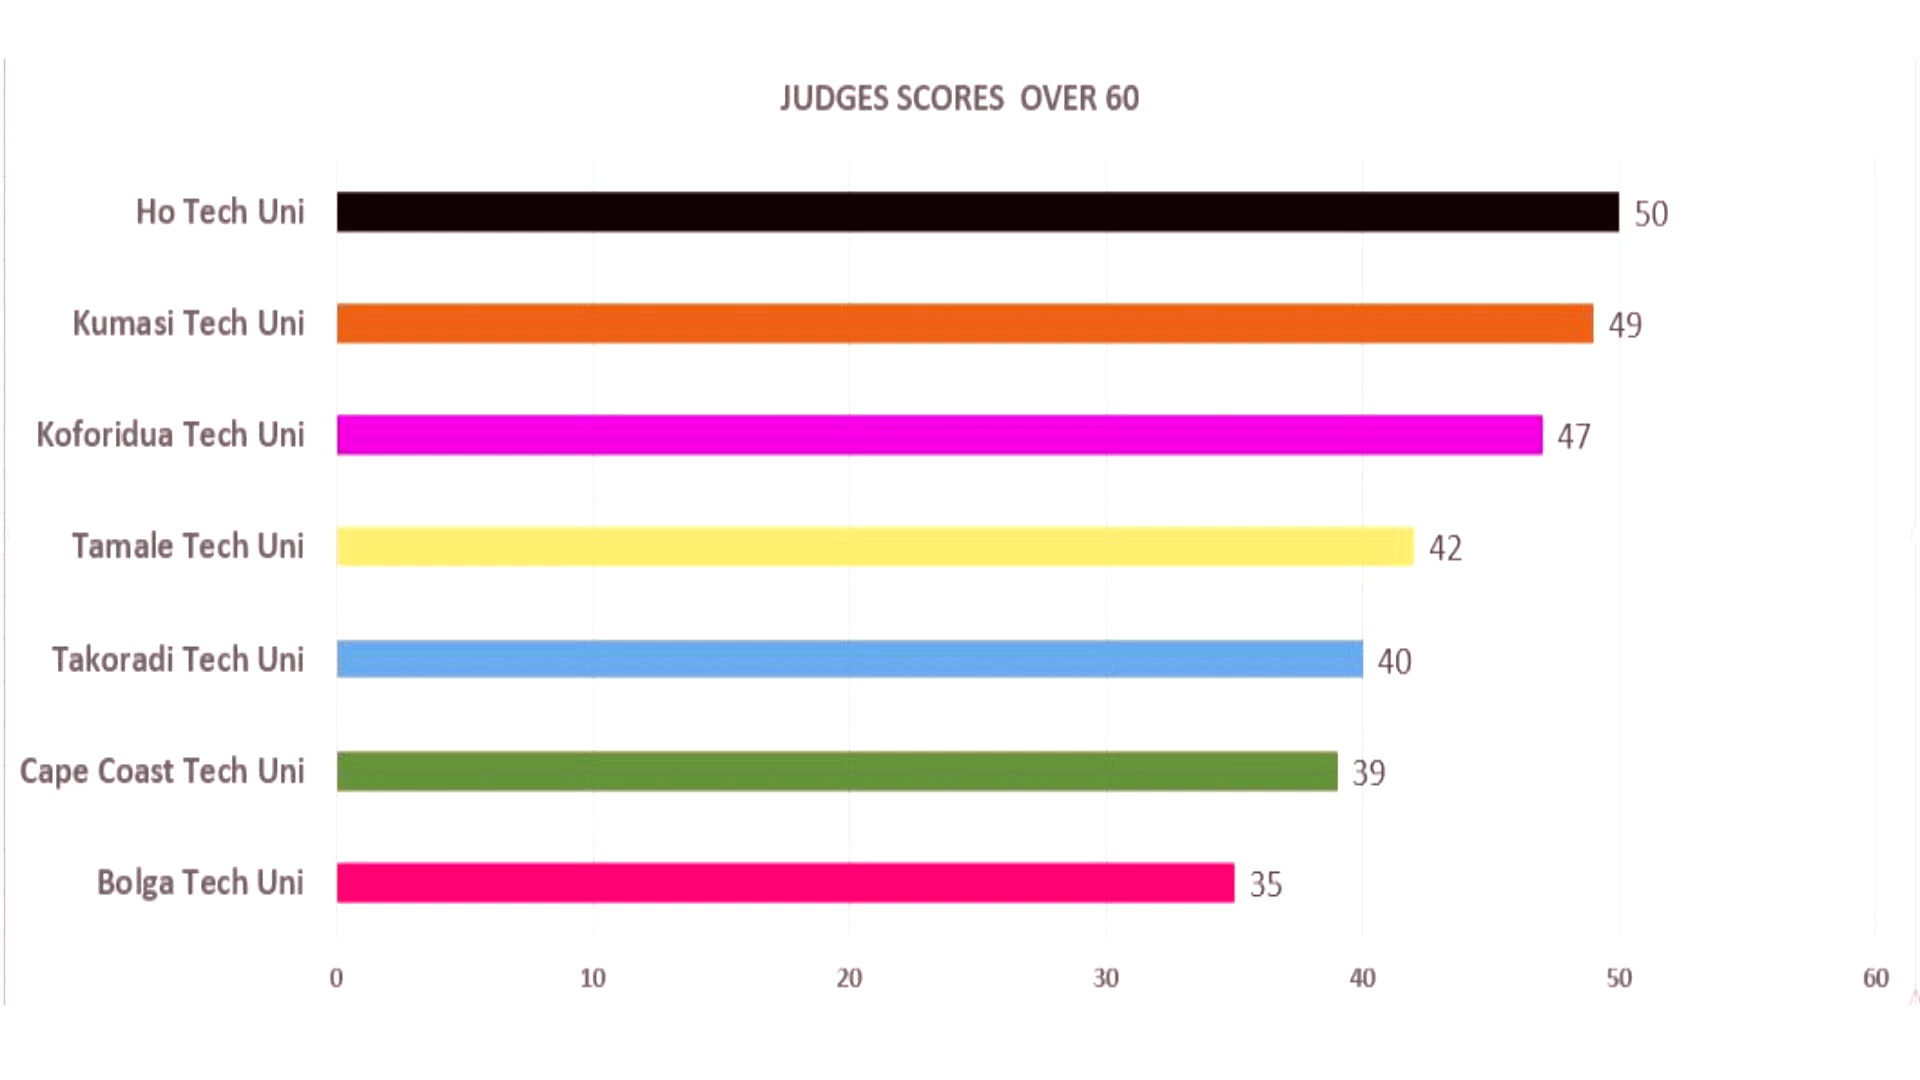 JUDGES SCORES OVER 60
Ho Tech Uni 50
Kumasi Tech Uni 49
Koforidua Tech Uni 47
Tamale Tech Uni 42
Takoradi Tech Uni 40
Cape Coast Tech Uni 39
Bolga Tech Uni 35
0 10 20 30 40 50 60